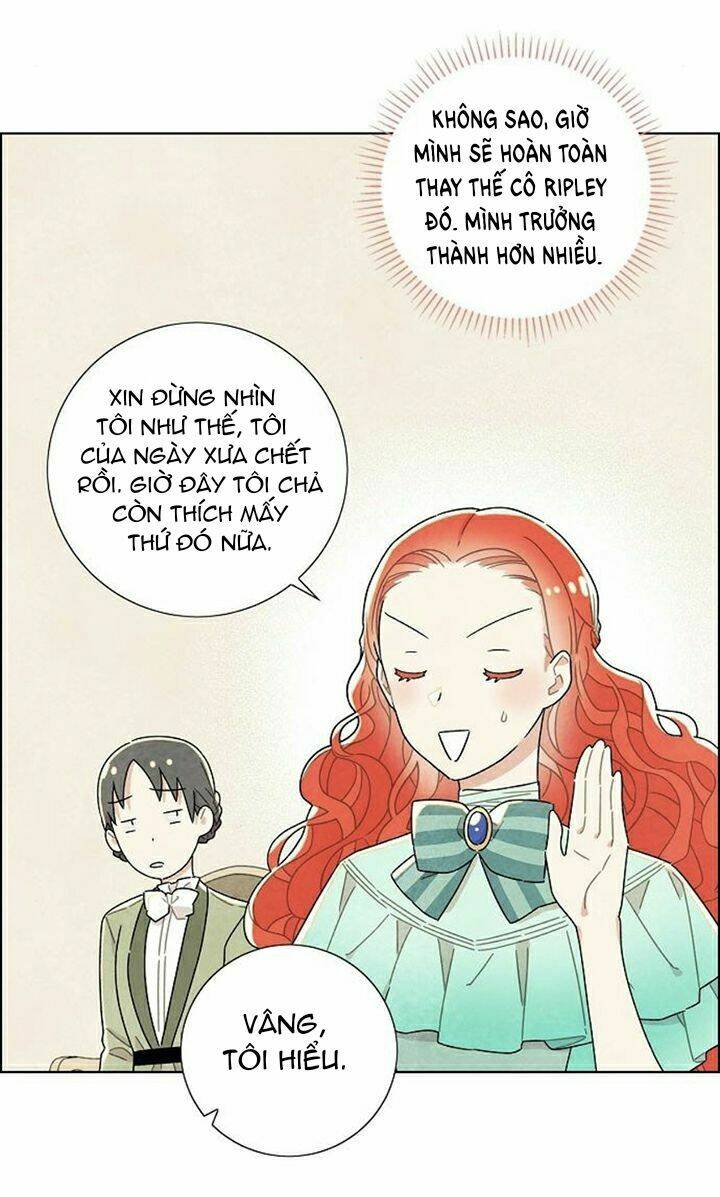 KHÔNG SAO, GIỜ
MÌNH SẼ HOÀN TOÀN
THAY THẾ CÔ RIPLEY
ĐÓ. MÌNH TRƯỞNG
THÀNH HƠN NHIỀU.
XIN ĐỪNG NHÌN
TÔI NHƯ THẾ, TÔI
CỦA NGÀY XƯA CHẾT
RỒI. GIỜ ĐÂY TÔI CHẢ
CÒN THÍCH MẤY
THỨ ĐÓ NỮA.
VÂNG,
TÔI HIỂU.